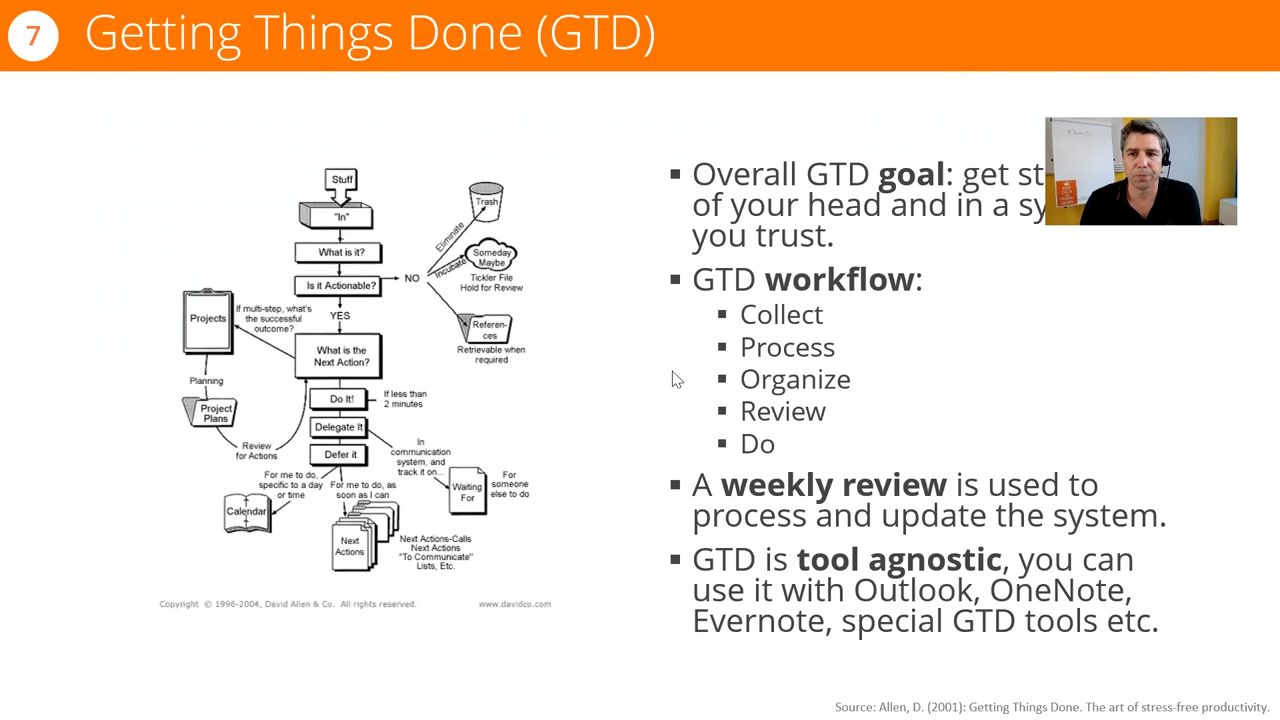 7
Getting Things Done (GTD)
Stuff
"In"
What is it?
Is it Actionable?
NO
Eliminate
Trash
Incubate
Someday
Maybe
Tickler File
Hold for Review
Referen-
ces
Retrievable when
required
YES
Projects
If multi-step, what's
the successful
outcome?
What is the
Next Action?
Planning
Project
Plans
Review
for Actions
Do It!
If less than
2 minutes
Delegate It
Defer it
In
communication
system, and
track it on...
Waiting
For
For
someone
else to do
For me to do,
specific to a day
or time
Calendar
For me to do, as
soon as I can
Next
Actions
Next Actions-Calls
Next Actions
"To Communicate"
Lists, Etc.
Copyright © 1996-2004, David Allen & Co. All rights reserved.
www.davidco.com
▪ Overall GTD goal: get
of your head and in a
you trust.
▪ GTD workflow:
▪ Collect
▪ Process
▪ Organize
▪ Review
▪ Do
▪ A weekly review is used to
process and update the system.
▪ GTD is tool agnostic, you can
use it with Outlook, OneNote,
Evernote, special GTD tools etc.
Source: Allen, D. (2001): Getting Things Done. The art of stress-free productivity.